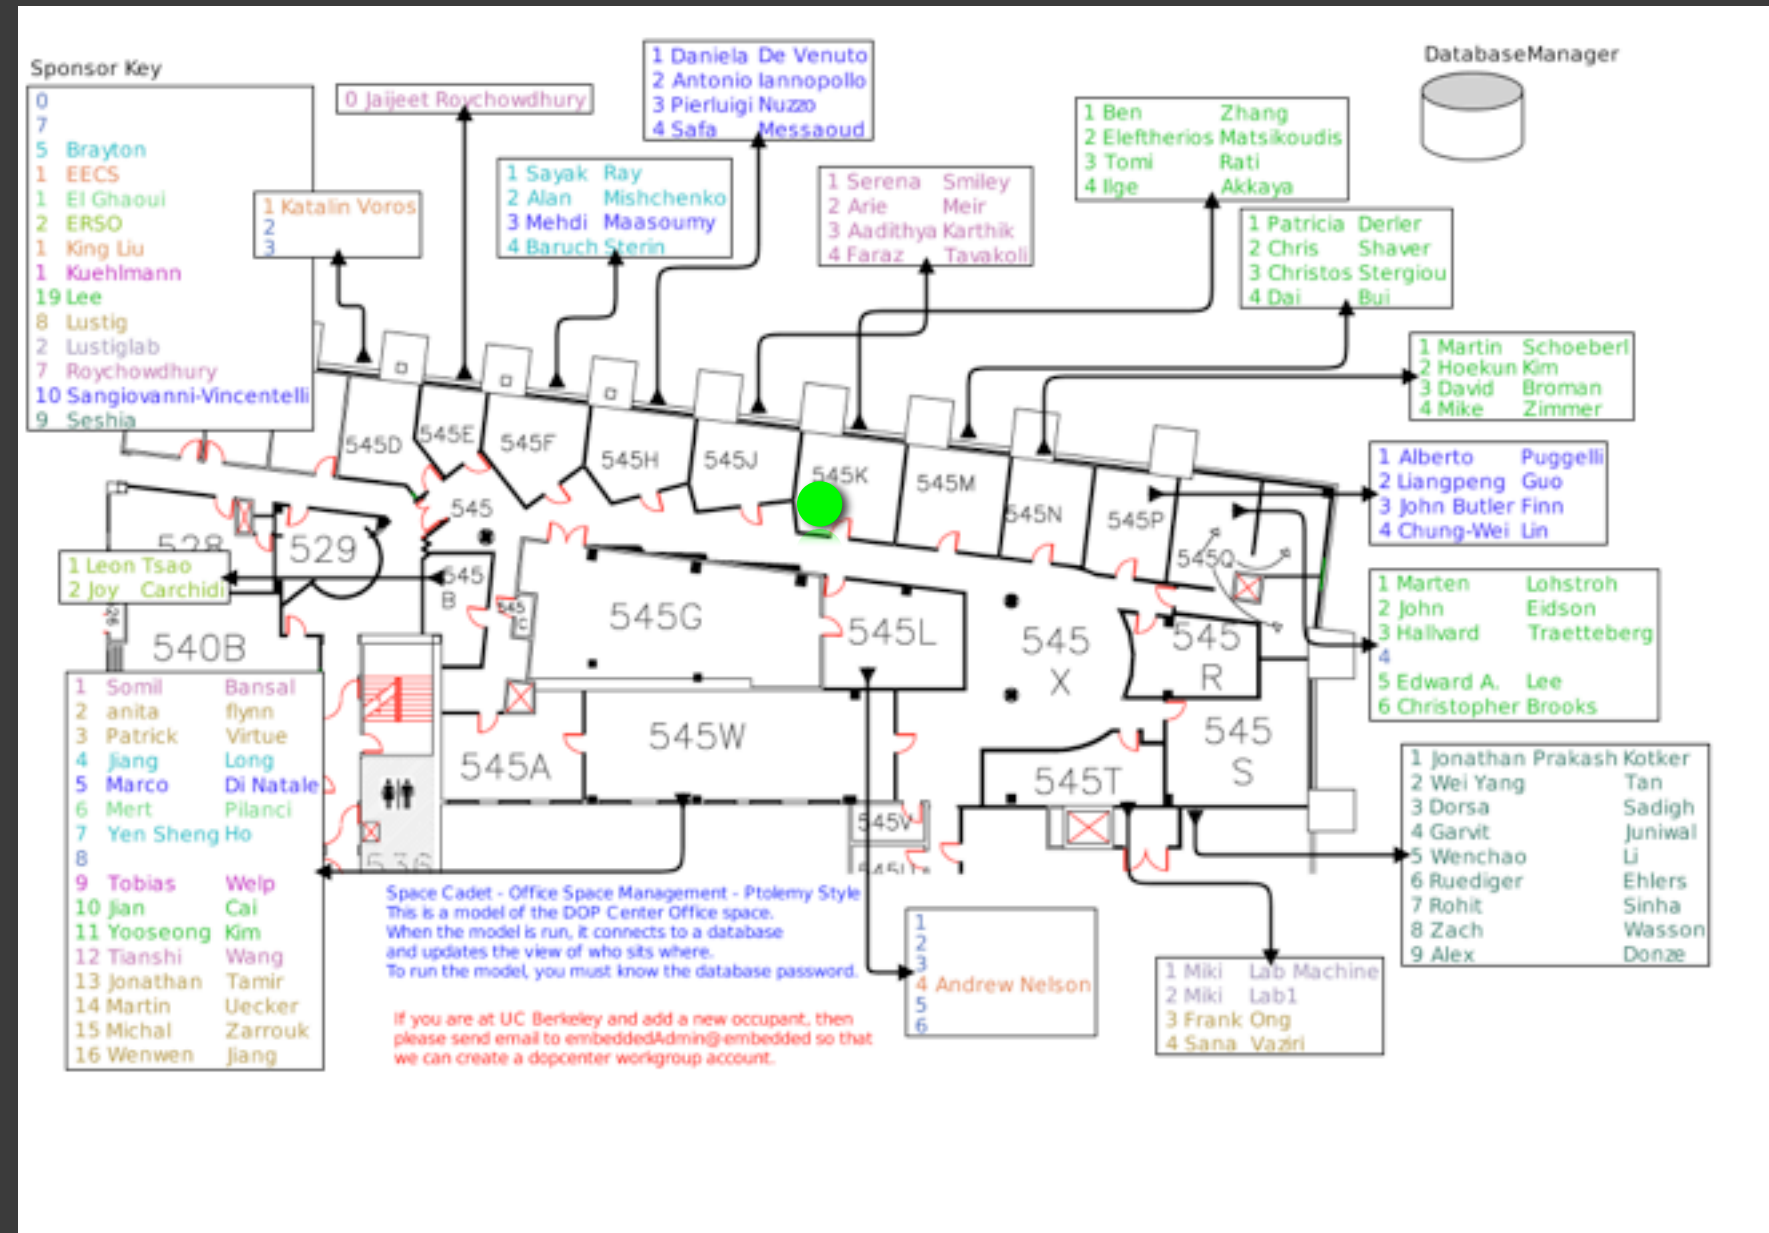 Sponsor Key
0
7
5 Brayton
1 EECS
1 El Ghaoui
2 ERSO
1 King Liu
1 Kuehlmann
19 Lee
8 Lustig
2 Lustiglab
7 Roychowdhury
10 Sangiovanni-Vincentelli
9 Seshia
1 Katalin Voros
2
3
0 Jaijeet Roychowdhury
1 Sayak Ray
2 Alan Mishchenko
3 Mehdi Maasoumy
4 Baruch Sterin
1 Daniela De Venuto
2 Antonio Iannopollo
3 Pierluigi Nuzzo
4 Safa Messaoud
1 Serena Smiley
2 Arie Meir
3 Aadithya Karthik
4 Faraz Tavakoli
1 Ben Zhang
2 Eleftherios Matsikoudis
3 Tomi Rati
4 Ilge Akkaya
DatabaseManager
1 Patricia Derler
2 Chris Shaver
3 Christos Stergiou
4 Dai Bui
1 Martin Schoeberl
2 Hoekun Kim
3 David Broman
4 Mike Zimmer
1 Alberto Puggelli
2 Liangpeng Guo
3 John Butler Finn
4 Chung-Wei Lin
1 Marten Lohstroh
2 John Eidson
3 Hallvard Traetteberg
4
5 Edward A. Lee
6 Christopher Brooks
1 Jonathan Prakash Kotker
2 Wei Yang Tan
3 Dorsa Sadigh
4 Garvit Juniwal
5 Wenchao Li
6 Ruediger Ehlers
7 Rohit Sinha
8 Zach Wasson
9 Alex Donze
545D
545E
545F
545H
545J
545K
545M
545N
545P
545Q
545
528
529
1 Leon Tsao
2 Joy Carchidi
545
B
545
C
545G
545L
545
X
545
R
540B
545A
545W
545T
545
S
545V
545U
536
1 Somil Bansal
2 anita flynn
3 Patrick Virtue
4 Jiang Long
5 Marco Di Natale
6 Mert Pilanci
7 Yen Sheng Ho
8
9 Tobias Welp
10 Jian Cai
11 Yooseong Kim
12 Tianshi Wang
13 Jonathan Tamir
14 Martin Uecker
15 Michal Zarrouk
16 Wenwen Jiang
Space Cadet - Office Space Management - Ptolemy Style
This is a model of the DOP Center Office space.
When the model is run, it connects to a database
and updates the view of who sits where.
To run the model, you must know the database password.
If you are at UC Berkeley and add a new occupant, then
please send email to embeddedAdmin@embedded so that
we can create a dopcenter workgroup account.
1
2
3
4 Andrew Nelson
5
6
1 Miki Lab Machine
2 Miki Lab1
3 Frank Ong
4 Sana Vaziri